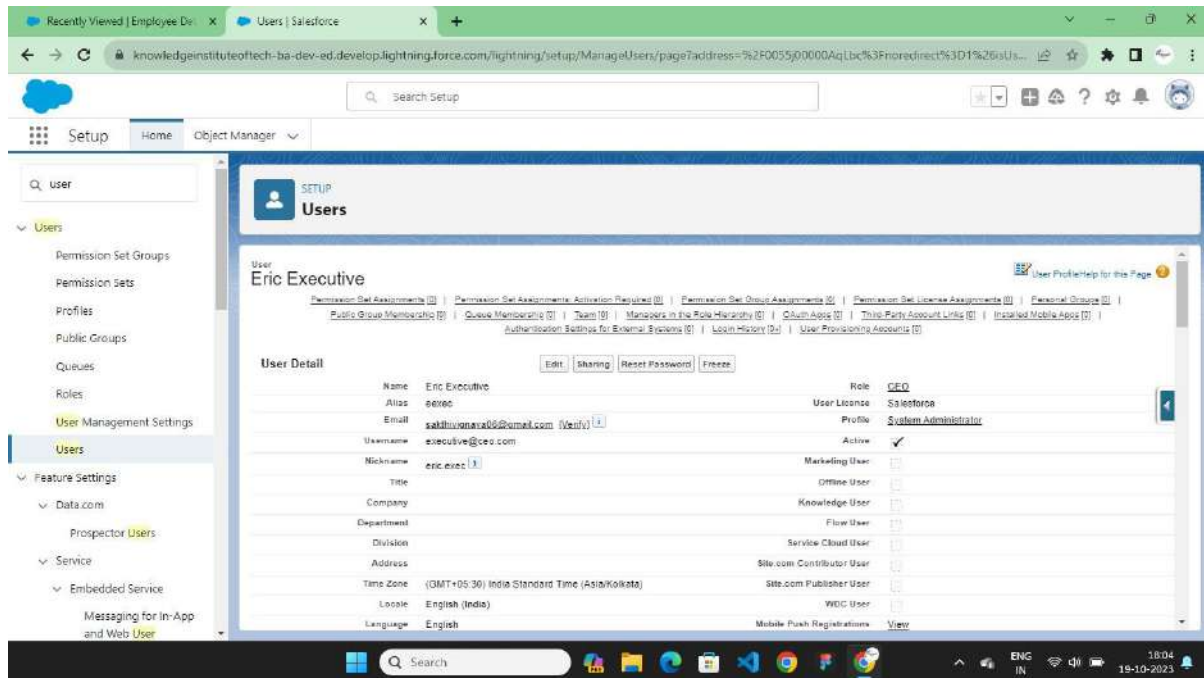 Recently Viewed | Employee De
Users | Salesforce
knowledgeinstituteoftech-ba-dev-ed.develop.lightning.force.com/lightning/setup/ManageUsers/page?address=%2F0055j00000AqLbc%3Fnoredirect%3D1%26isUs...
Search Setup
Setup
Home
Object Manager
user
Users
Permission Set Groups
Permission Sets
Profiles
Public Groups
Queues
Roles
User Management Settings
Users
Feature Settings
Data.com
Prospector Users
Service
Embedded Service
Messaging for In-App
and Web User
SETUP
Users
User
Eric Executive
User Profile Help for this Page
Permission Set Assignments [0] | Permission Set Assignments: Activation Required [0] | Permission Set Group Assignments [0] | Permission Set License Assignments [0] | Personal Groups [0] |
Public Group Membership [0] | Queue Membership [0] | Team [0] | Managers in the Role Hierarchy [0] | OAuth Apps [0] | Third-Party Account Links [0] | Installed Mobile Apps [0] |
Authentication Settings for External Systems [0] | Login History [0+] | User Provisioning Accounts [0]
User Detail
Edit Sharing Reset Password Freeze
Name Eric Executive Role CEO
Alias eexec User License Salesforce
Email sakthivignaya06@gmail.com [Verify] Profile System Administrator
Username executive@ceo.com Active
Nickname eric.exec Marketing User
Title Offline User
Company Knowledge User
Department Flow User
Division Service Cloud User
Address Site.com Contributor User
Time Zone (GMT+05:30) India Standard Time (Asia/Kolkata) Site.com Publisher User
Locale English (India) WDC User
Language English Mobile Push Registrations View
Search
ENG
IN
18:04
19-10-2023